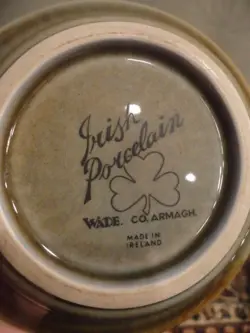 Irish
Porcelain
WADE. CO. ARMAGH.
MADE IN
IRELAND